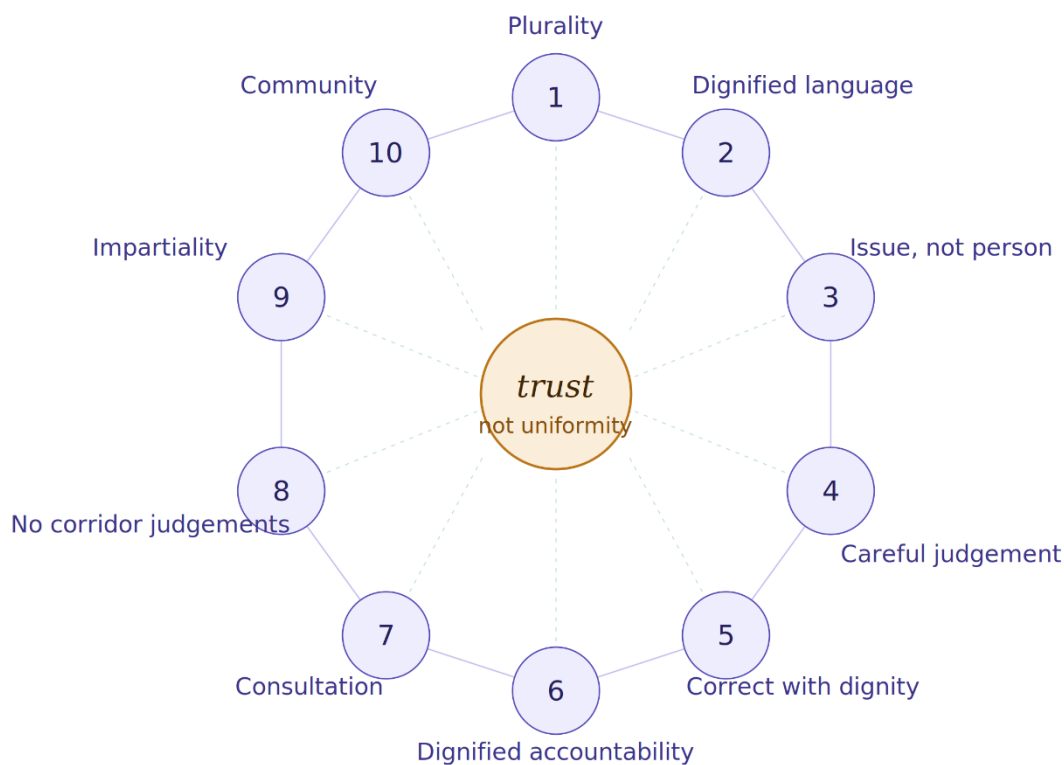 Plurality
1
Dignified language
2
Issue, not person
3
4
Careful judgement
5
Correct with dignity
6
Dignified accountability
7
Consultation
8
No corridor judgements
Impartiality
9
Community
10
trust
not uniformity